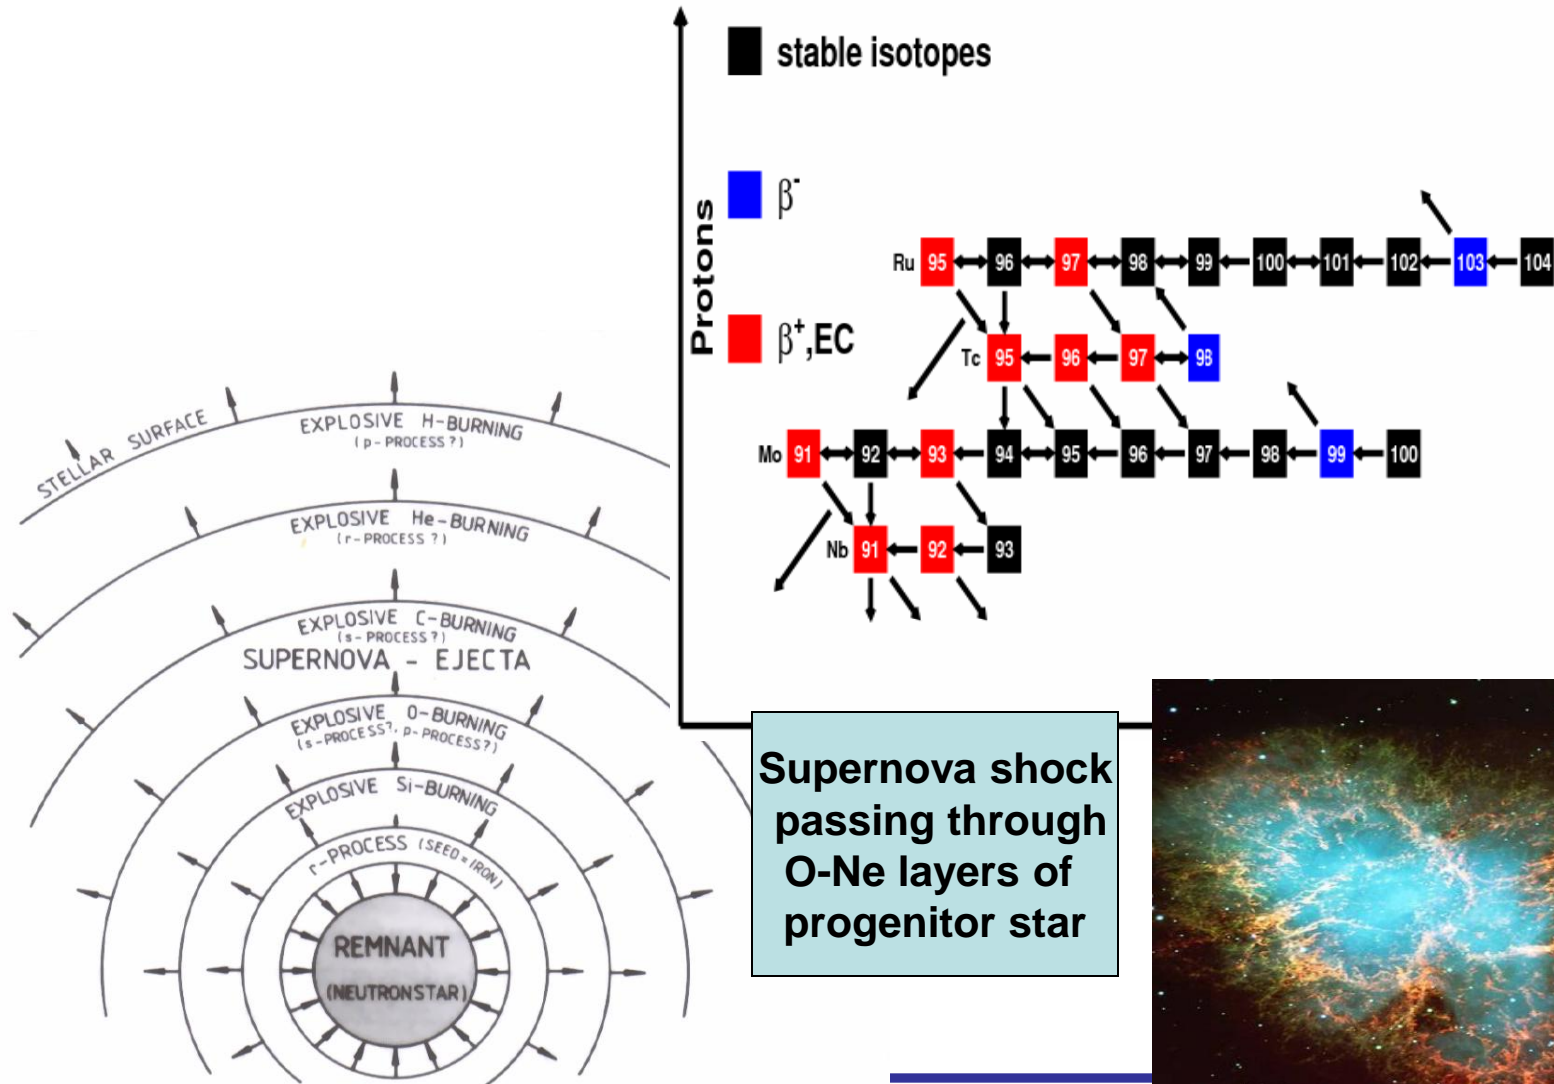 stable isotopes
β-
β+,EC
Protons
Ru 95 96 97 98 99 100 101 102 103 104
Tc 95 96 97 98
Mo 91 92 93 94 95 96 97 98 99 100
Nb 91 92 93
STELLAR SURFACE
EXPLOSIVE H-BURNING
(p-PROCESS?)
EXPLOSIVE He-BURNING
(r-PROCESS?)
EXPLOSIVE C-BURNING
(s-PROCESS?)
SUPERNOVA - EJECTA
EXPLOSIVE O-BURNING
(s-PROCESS?, p-PROCESS?)
EXPLOSIVE Si-BURNING
r-PROCESS (SEED=IRON)
REMNANT
(NEUTRON STAR)
Supernova shock
passing through
O-Ne layers of
progenitor star